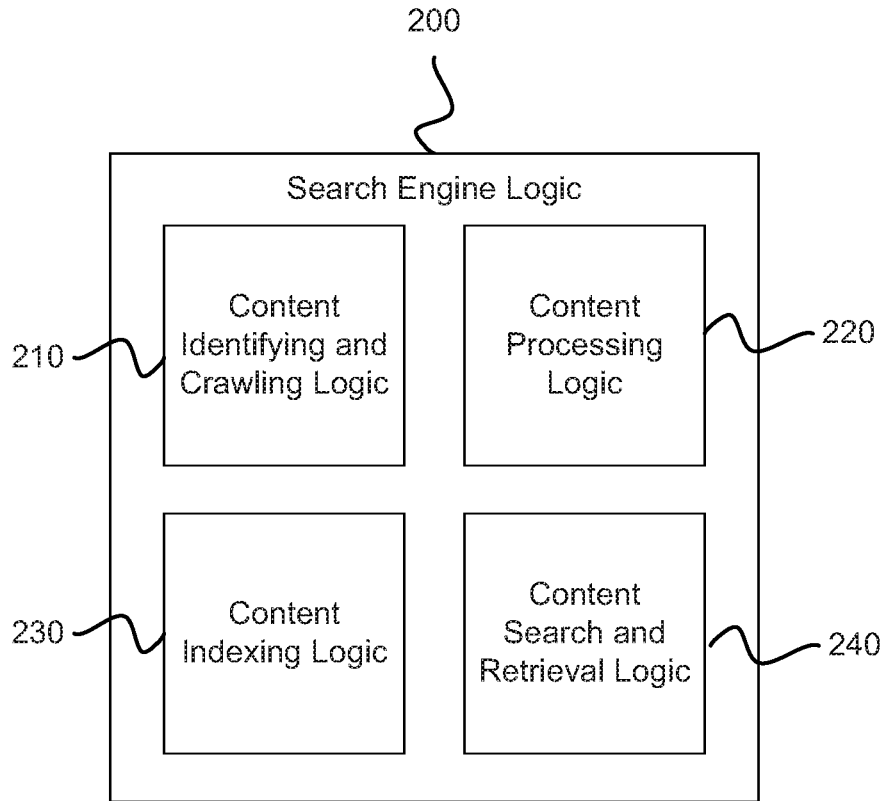 200
Search Engine Logic
210
Content
Identifying and
Crawling Logic
Content
Processing
Logic
220
230
Content
Indexing Logic
Content
Search and
Retrieval Logic
240